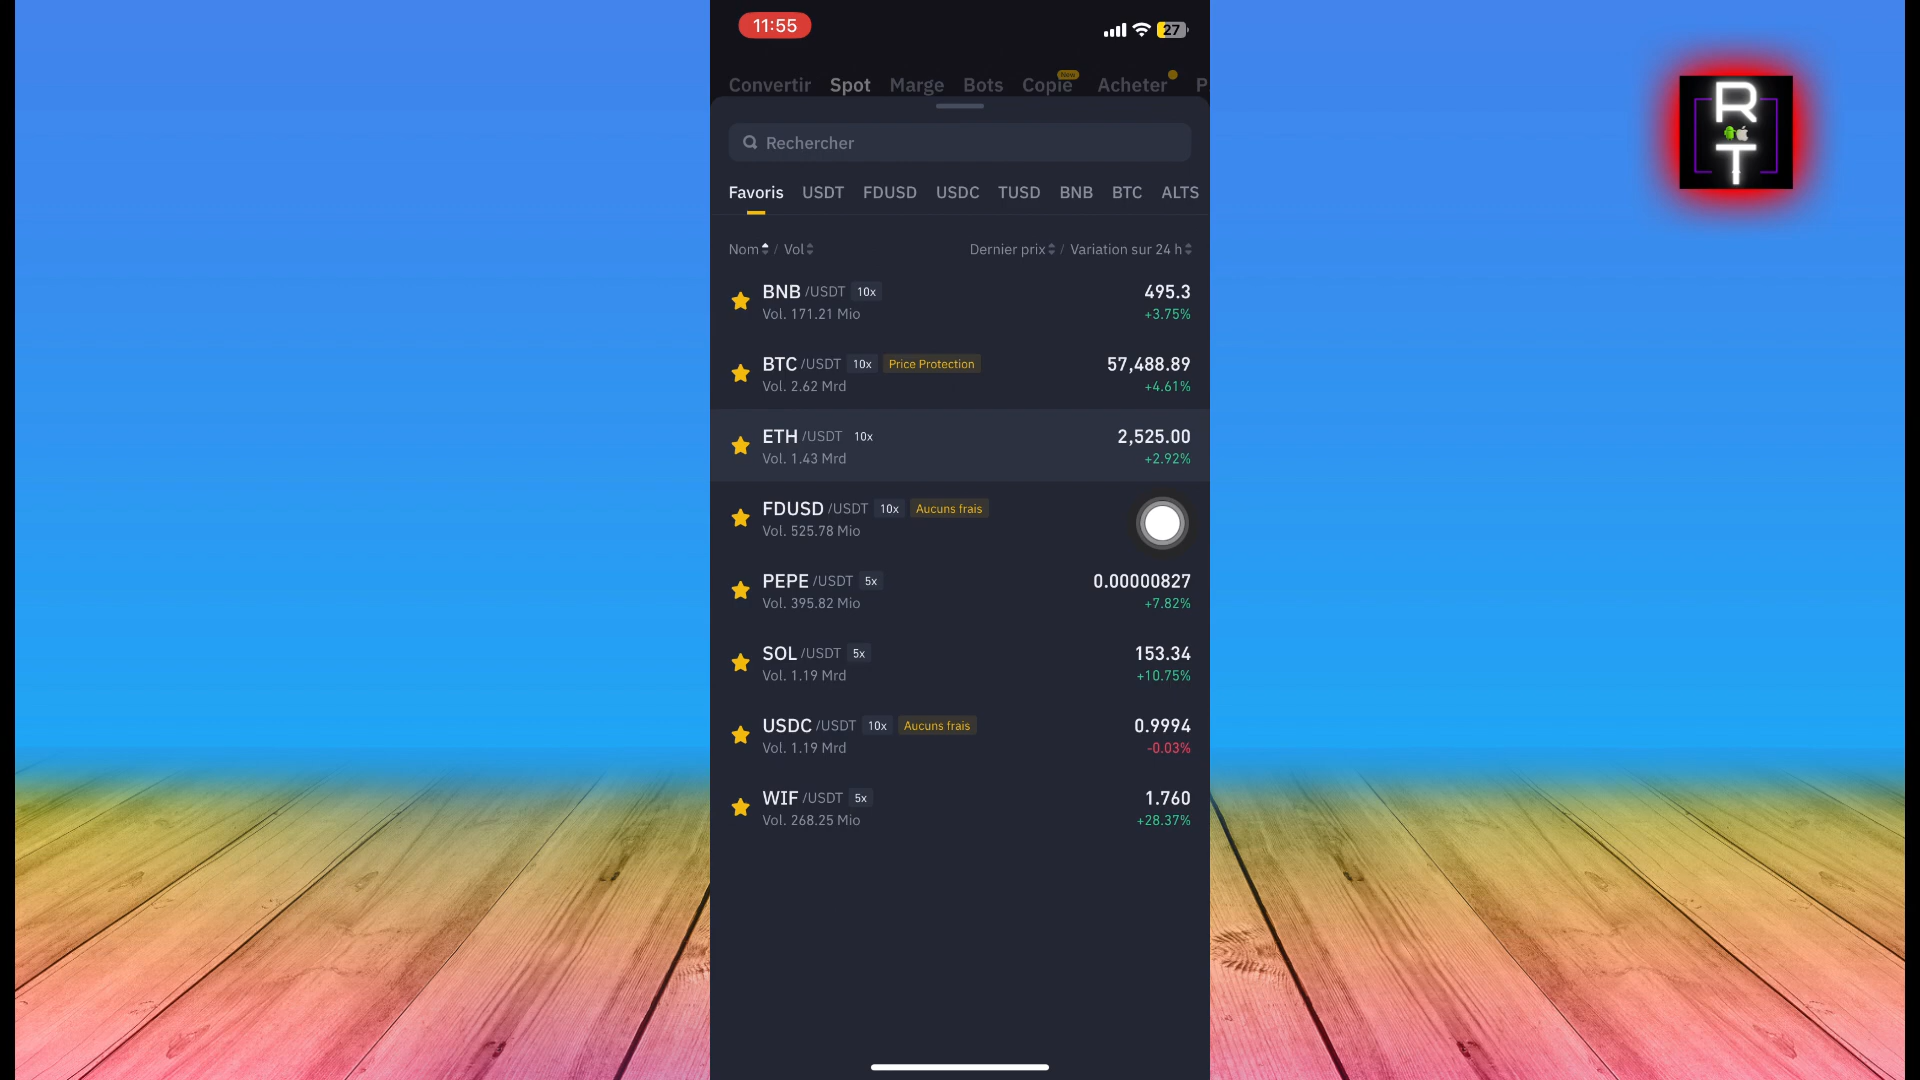 11:55
27
Convertir Spot Marge Bots Copie New Acheter P
Rechercher
Favoris USDT FDUSD USDC TUSD BNB BTC ALTS
Nom / Vol Dernier prix / Variation sur 24 h
BNB /USDT 10x 495.3
Vol. 171.21 Mio +3.75%
BTC /USDT 10x Price Protection 57,488.89
Vol. 2.62 Mrd +4.61%
ETH /USDT 10x 2,525.00
Vol. 1.43 Mrd +2.92%
FDUSD /USDT 10x Aucuns frais
Vol. 525.78 Mio
PEPE /USDT 5x 0.00000827
Vol. 395.82 Mio +7.82%
SOL /USDT 5x 153.34
Vol. 1.19 Mrd +10.75%
USDC /USDT 10x Aucuns frais 0.9994
Vol. 1.19 Mrd -0.03%
WIF /USDT 5x 1.760
Vol. 268.25 Mio +28.37%
R
T